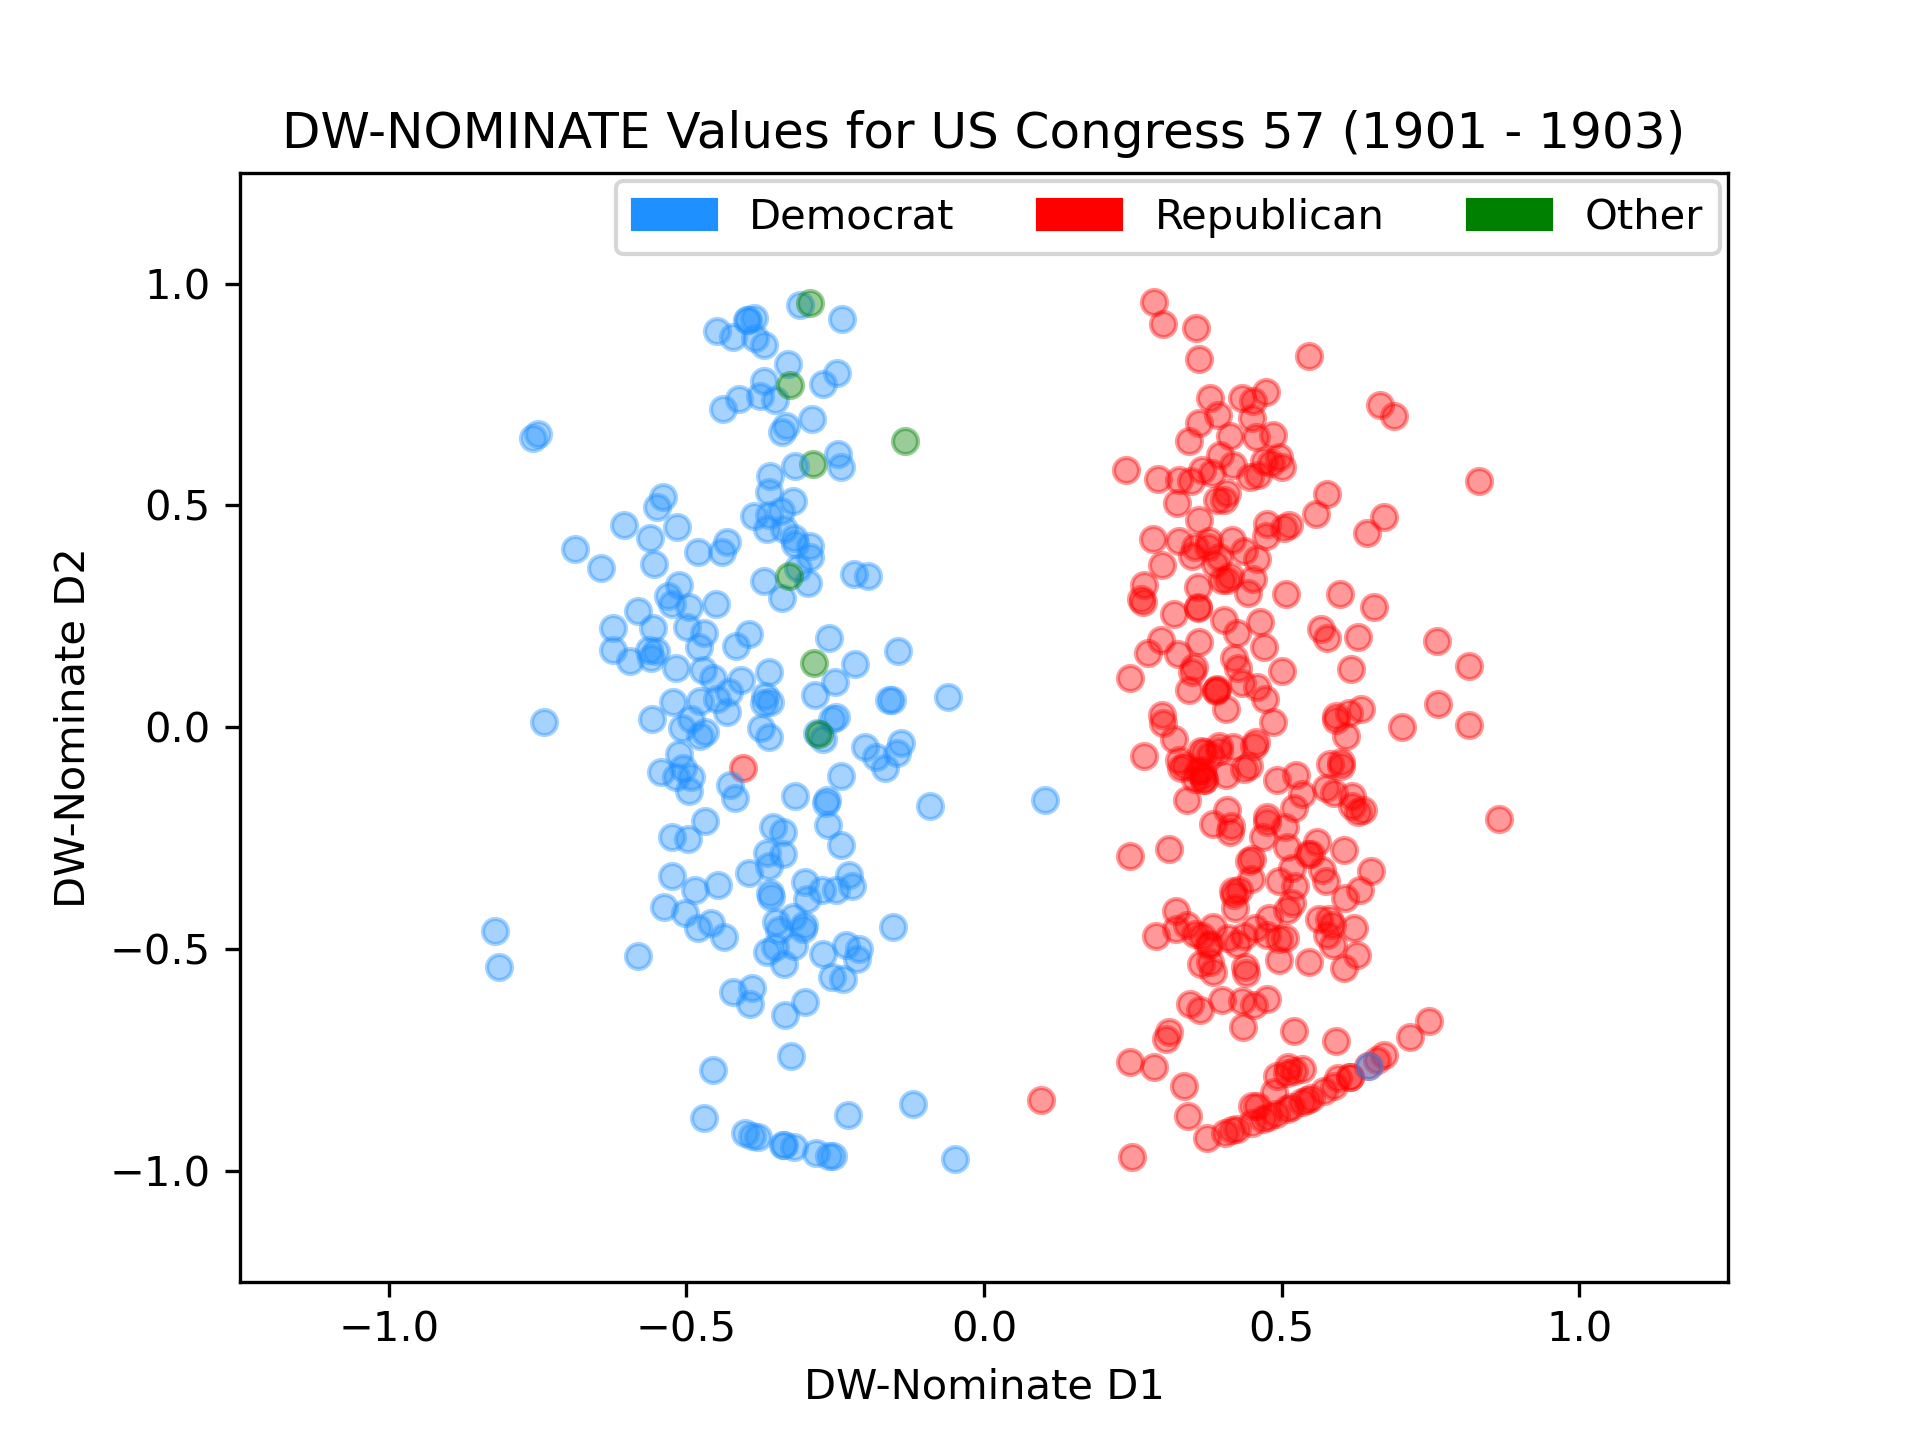 DW-NOMINATE Values for US Congress 57 (1901 - 1903)
Democrat Republican Other
1.0
0.5
0.0
−0.5
−1.0
DW-Nominate D2
−1.0 −0.5 0.0 0.5 1.0
DW-Nominate D1